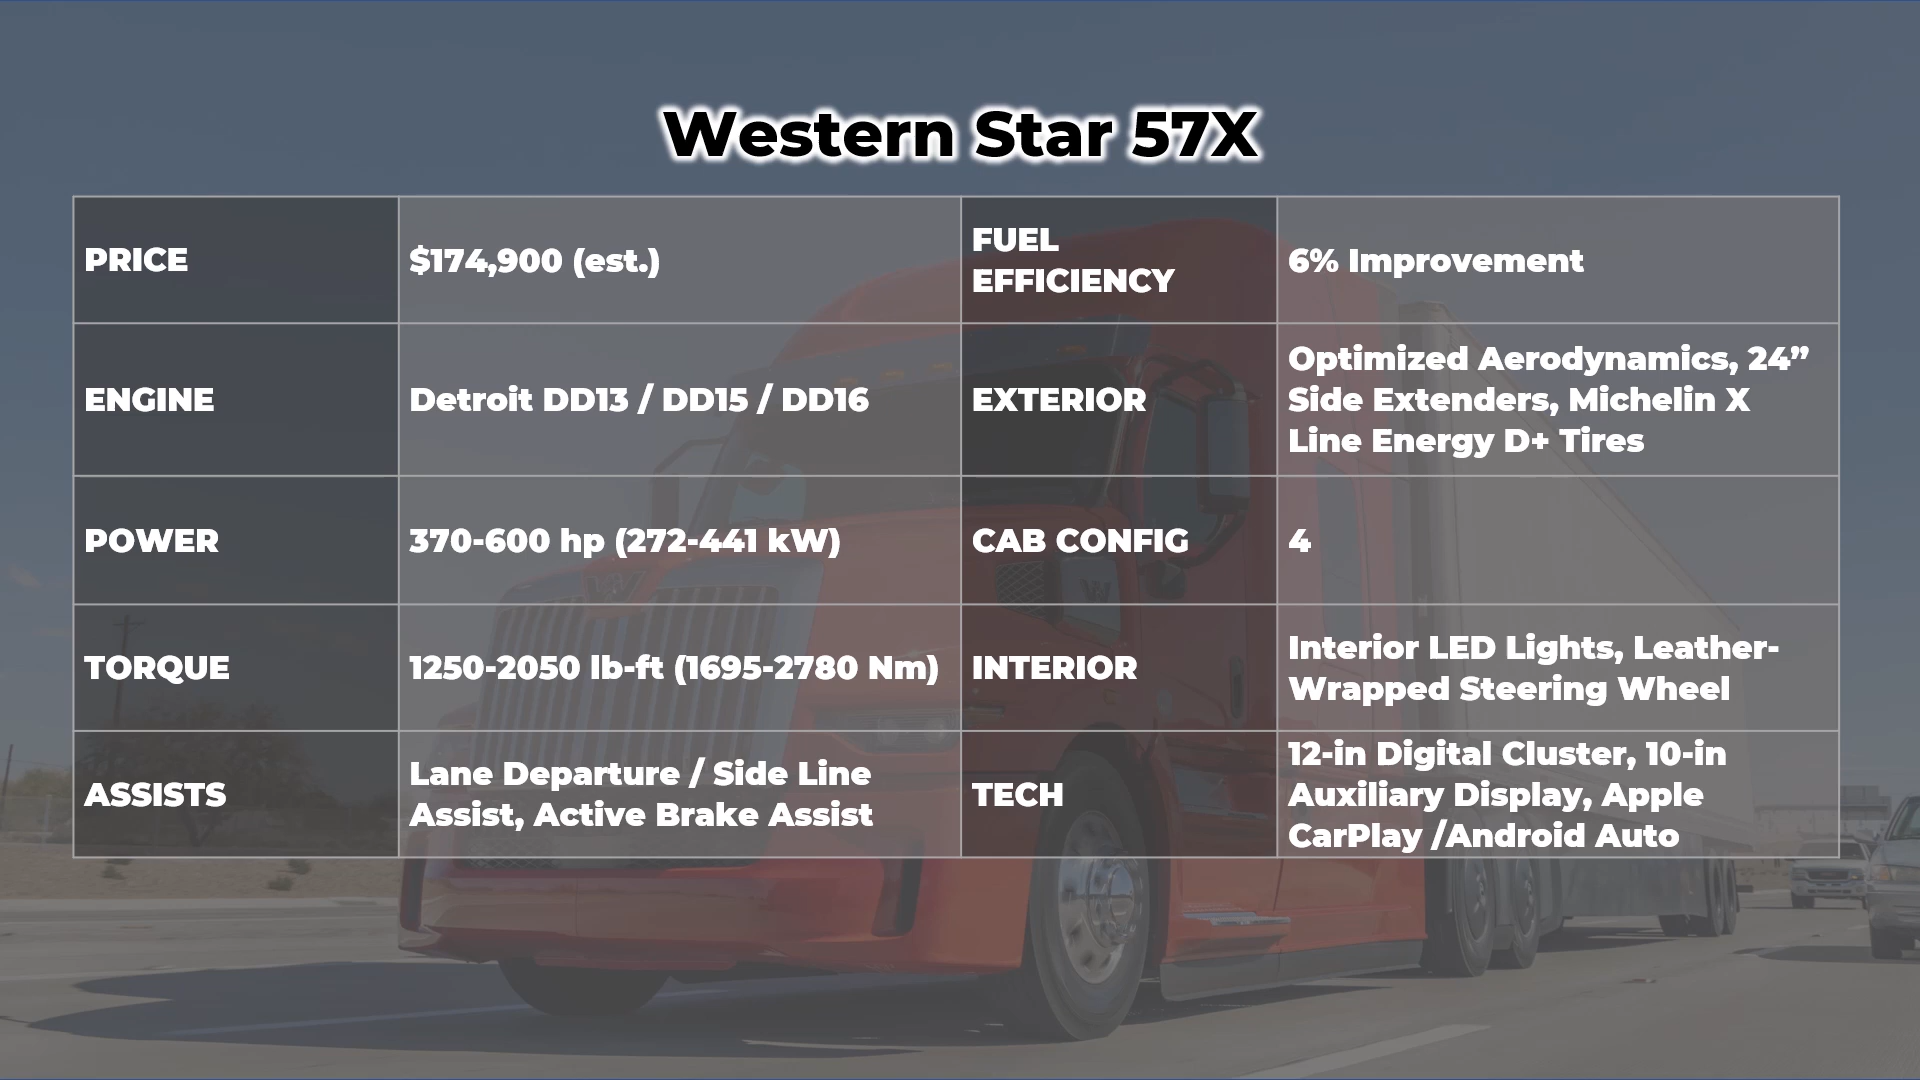 Western Star 57X
PRICE
$174,900 (est.)
FUEL
EFFICIENCY
6% Improvement
ENGINE
Detroit DD13 / DD15 / DD16
EXTERIOR
Optimized Aerodynamics, 24”
Side Extenders, Michelin X
Line Energy D+ Tires
POWER
370-600 hp (272-441 kW)
CAB CONFIG
4
TORQUE
1250-2050 lb-ft (1695-2780 Nm)
INTERIOR
Interior LED Lights, Leather-
Wrapped Steering Wheel
ASSISTS
Lane Departure / Side Line
Assist, Active Brake Assist
TECH
12-in Digital Cluster, 10-in
Auxiliary Display, Apple
CarPlay /Android Auto